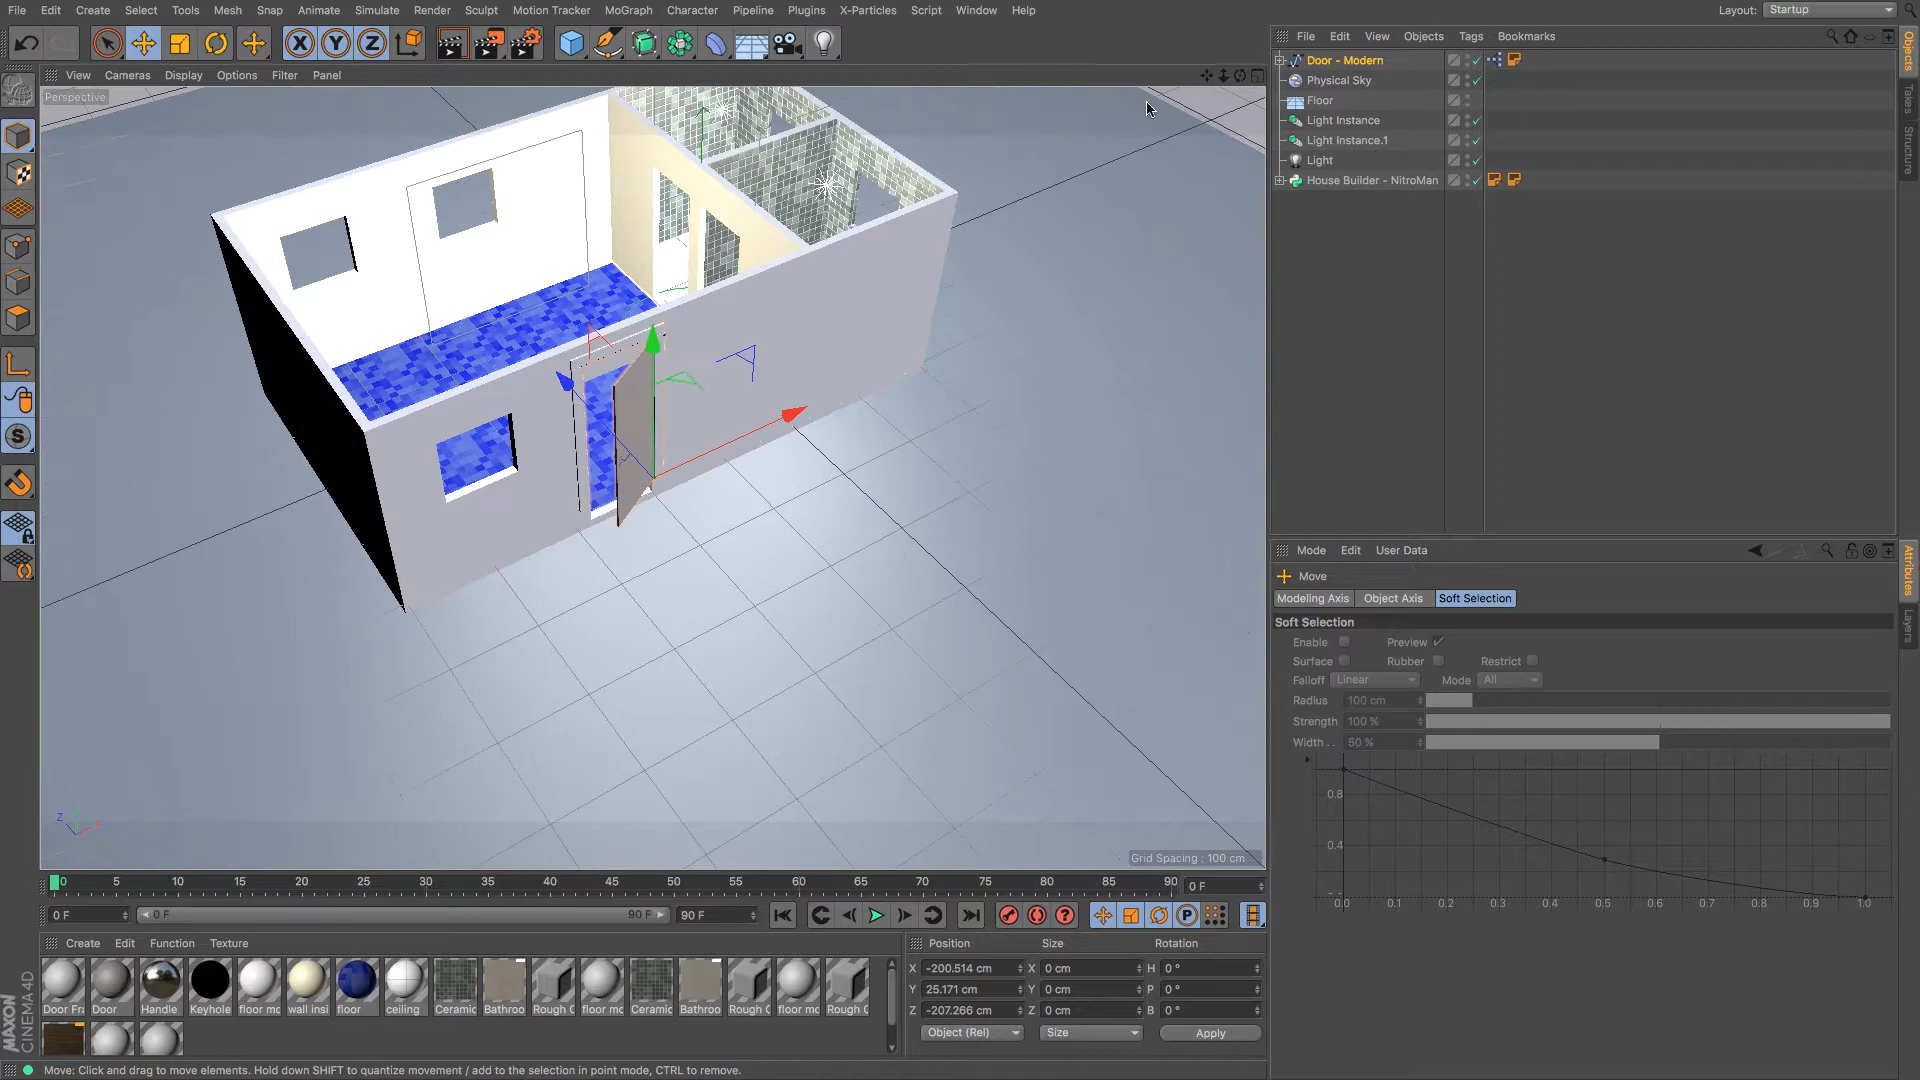 File Edit Create Select Tools Mesh Snap Animate Simulate Render Sculpt Motion Tracker MoGraph Character Pipeline Plugins X-Particles Script Window Help Layout: Startup
File Edit View Objects Tags Bookmarks
View Cameras Display Options Filter Panel
Perspective
Door - Modern
Physical Sky
Floor
Light Instance
Light Instance.1
Light
House Builder - NitroMan
Objects
Takes
Structure
Mode Edit User Data
Move
Modeling Axis Object Axis Soft Selection
Soft Selection
Enable Preview
Surface Rubber Restrict
Falloff Linear Mode All
Radius 100 cm
Strength 100 %
Width . . 50 %
0.8
0.4
0.0 0.1 0.2 0.3 0.4 0.5 0.6 0.7 0.8 0.9 1.0
Attributes
Layers
Z
Grid Spacing : 100 cm
0 5 10 15 20 25 30 35 40 45 50 55 60 65 70 75 80 85 90 0 F
0 F 0 F 90 F 90 F
Create Edit Function Texture
Door Fra Door Handle Keyhole floor mo wall insi floor ceiling Ceramic Bathroo Rough C floor mo Ceramic Bathroo Rough C floor mo Rough C
Position Size Rotation
X -200.514 cm X 0 cm H 0 °
Y 25.171 cm Y 0 cm P 0 °
Z -207.266 cm Z 0 cm B 0 °
Object (Rel) Size Apply
MAXON
CINEMA 4D
Move: Click and drag to move elements. Hold down SHIFT to quantize movement / add to the selection in point mode, CTRL to remove.